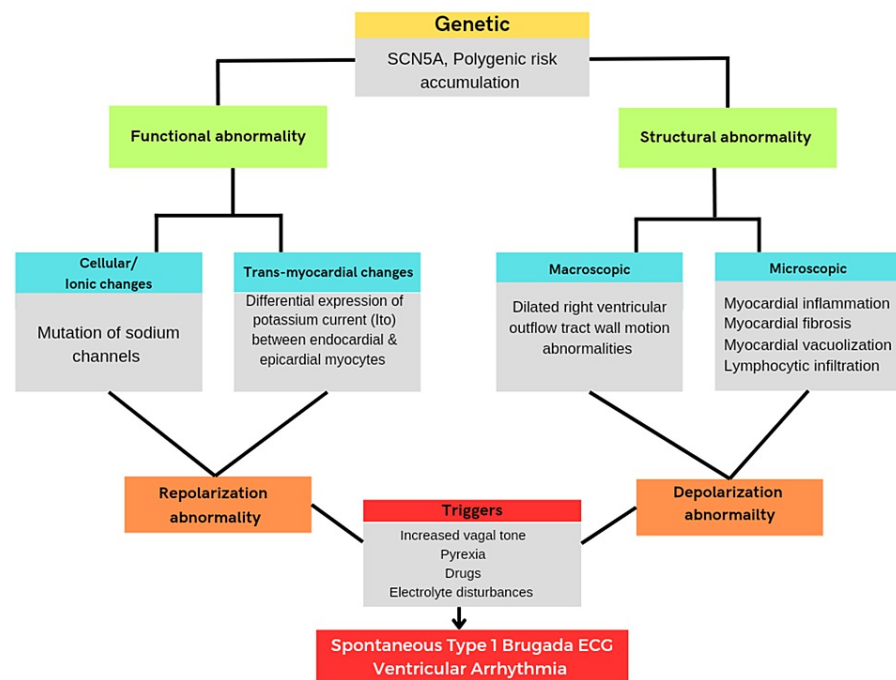 Genetic
SCN5A, Polygenic risk
accumulation
Functional abnormality
Structural abnormality
Cellular/
Ionic changes
Mutation of sodium
channels
Trans-myocardial changes
Differential expression of
potassium current (Ito)
between endocardial &
epicardial myocytes
Macroscopic
Dilated right ventricular
outflow tract wall motion
abnormalities
Microscopic
Myocardial inflammation
Myocardial fibrosis
Myocardial vacuolization
Lymphocytic infiltration
Repolarization
abnormality
Depolarization
abnormailty
Triggers
Increased vagal tone
Pyrexia
Drugs
Electrolyte disturbances
Spontaneous Type 1 Brugada ECG
Ventricular Arrhythmia